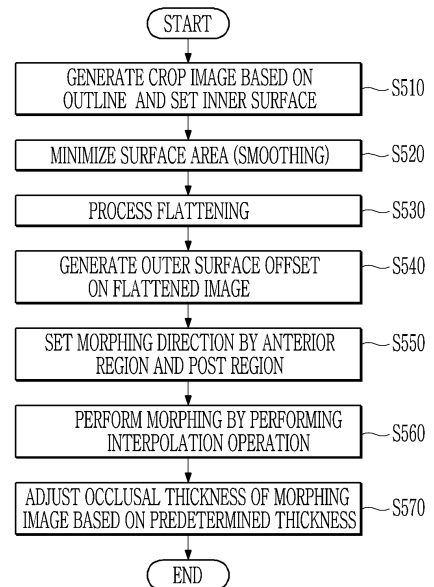 START
GENERATE CROP IMAGE BASED ON
OUTLINE AND SET INNER SURFACE
S510
MINIMIZE SURFACE AREA (SMOOTHING)
S520
PROCESS FLATTENING
S530
GENERATE OUTER SURFACE OFFSET
ON FLATTENED IMAGE
S540
SET MORPHING DIRECTION BY ANTERIOR
REGION AND POST REGION
S550
PERFORM MORPHING BY PERFORMING
INTERPOLATION OPERATION
S560
ADJUST OCCLUSAL THICKNESS OF MORPHING
IMAGE BASED ON PREDETERMINED THICKNESS
S570
END